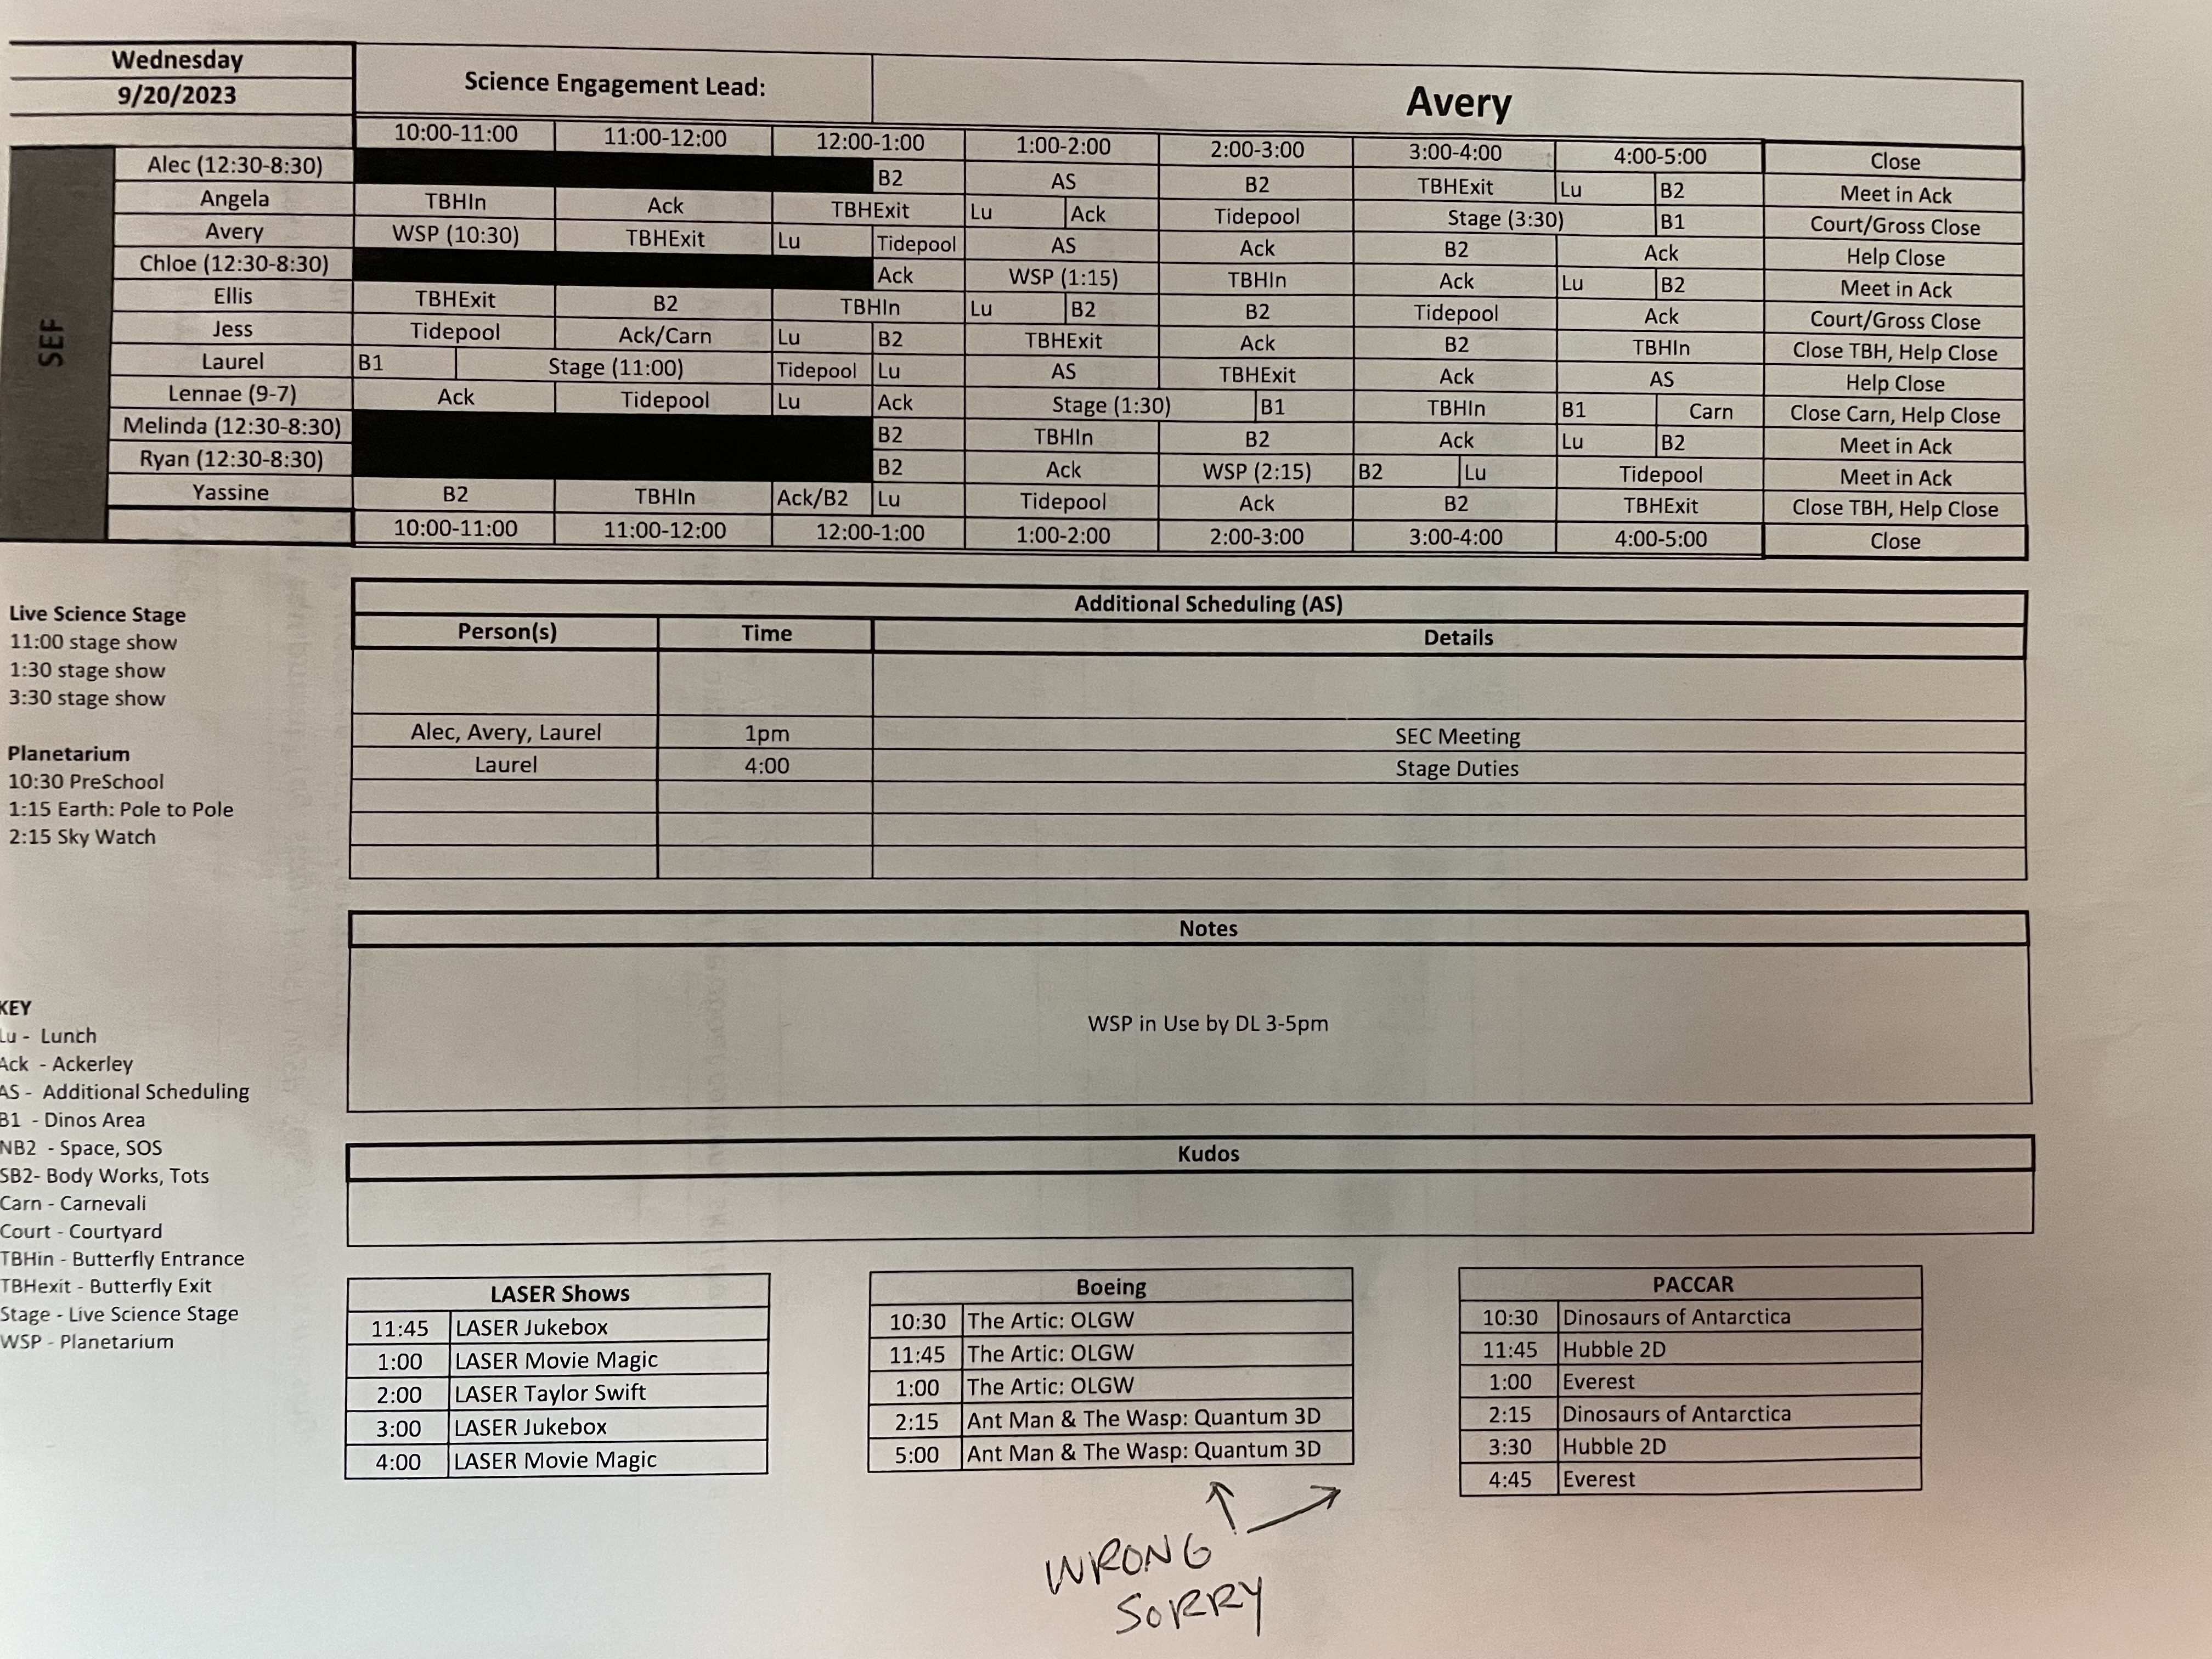 Wednesday
9/20/2023
Science Engagement Lead: Avery
10:00-11:00 11:00-12:00 12:00-1:00 1:00-2:00 2:00-3:00 3:00-4:00 4:00-5:00 Close
SEF
Alec (12:30-8:30) B2 AS B2 TBHExit Lu B2 Meet in Ack
Angela TBHIn Ack TBHExit Lu Ack Tidepool Stage (3:30) B1 Court/Gross Close
Avery WSP (10:30) TBHExit Lu Tidepool AS Ack B2 Ack Help Close
Chloe (12:30-8:30) Ack WSP (1:15) TBHIn Ack Lu B2 Meet in Ack
Ellis TBHExit B2 TBHIn Lu B2 B2 Tidepool Ack Court/Gross Close
Jess Tidepool Ack/Carn Lu B2 TBHExit Ack B2 TBHIn Close TBH, Help Close
Laurel B1 Stage (11:00) Tidepool Lu AS TBHExit Ack AS Help Close
Lennae (9-7) Ack Tidepool Lu Ack Stage (1:30) B1 TBHIn B1 Carn Close Carn, Help Close
Melinda (12:30-8:30) B2 TBHIn B2 Ack Lu B2 Meet in Ack
Ryan (12:30-8:30) B2 Ack WSP (2:15) B2 Lu Tidepool Meet in Ack
Yassine B2 TBHIn Ack/B2 Lu Tidepool Ack B2 TBHExit Close TBH, Help Close
10:00-11:00 11:00-12:00 12:00-1:00 1:00-2:00 2:00-3:00 3:00-4:00 4:00-5:00 Close
Live Science Stage
11:00 stage show
1:30 stage show
3:30 stage show
Planetarium
10:30 PreSchool
1:15 Earth: Pole to Pole
2:15 Sky Watch
Additional Scheduling (AS)
Person(s) Time Details
Alec, Avery, Laurel 1pm SEC Meeting
Laurel 4:00 Stage Duties
Notes
WSP in Use by DL 3-5pm
Kudos
KEY
Lu - Lunch
Ack - Ackerley
AS - Additional Scheduling
B1 - Dinos Area
NB2 - Space, SOS
SB2- Body Works, Tots
Carn - Carnevali
Court - Courtyard
TBHin - Butterfly Entrance
TBHexit - Butterfly Exit
Stage - Live Science Stage
WSP - Planetarium
LASER Shows
11:45 LASER Jukebox
1:00 LASER Movie Magic
2:00 LASER Taylor Swift
3:00 LASER Jukebox
4:00 LASER Movie Magic
Boeing
10:30 The Artic: OLGW
11:45 The Artic: OLGW
1:00 The Artic: OLGW
2:15 Ant Man & The Wasp: Quantum 3D
5:00 Ant Man & The Wasp: Quantum 3D
PACCAR
10:30 Dinosaurs of Antarctica
11:45 Hubble 2D
1:00 Everest
2:15 Dinosaurs of Antarctica
3:30 Hubble 2D
4:45 Everest
WRONG
SORRY